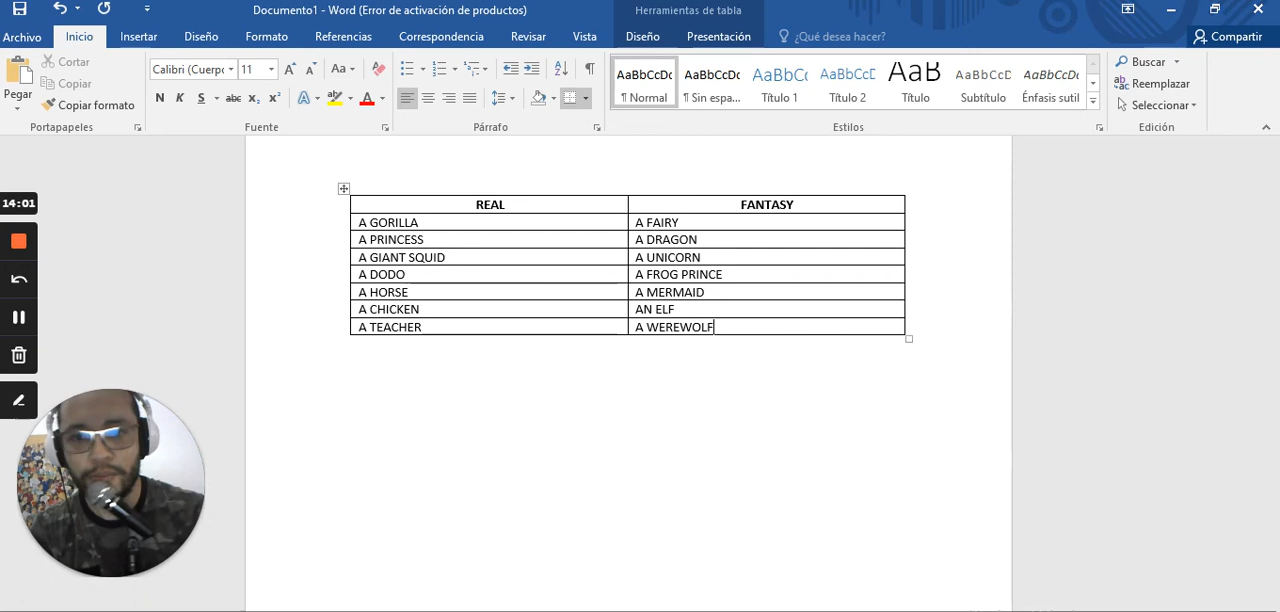 Documento1 - Word (Error de activación de productos)
Herramientas de tabla
Archivo Inicio Insertar Diseño Formato Referencias Correspondencia Revisar Vista Diseño Presentación ¿Qué desea hacer? Compartir
Pegar
Cortar
Copiar
Copiar formato
Portapapeles
Calibri (Cuerpo 11
A A Aa
N K S abc x₂ x² A A
Fuente
Párrafo
AaBbCcDc AaBbCcDc AaBbCc AaBbCcD AaB AaBbCcD AaBbCcDc
¶ Normal ¶ Sin espa... Título 1 Título 2 Título Subtítulo Énfasis sutil
Estilos
Buscar
Reemplazar
Seleccionar
Edición
14:01
REAL FANTASY
A GORILLA A FAIRY
A PRINCESS A DRAGON
A GIANT SQUID A UNICORN
A DODO A FROG PRINCE
A HORSE A MERMAID
A CHICKEN AN ELF
A TEACHER A WEREWOLF